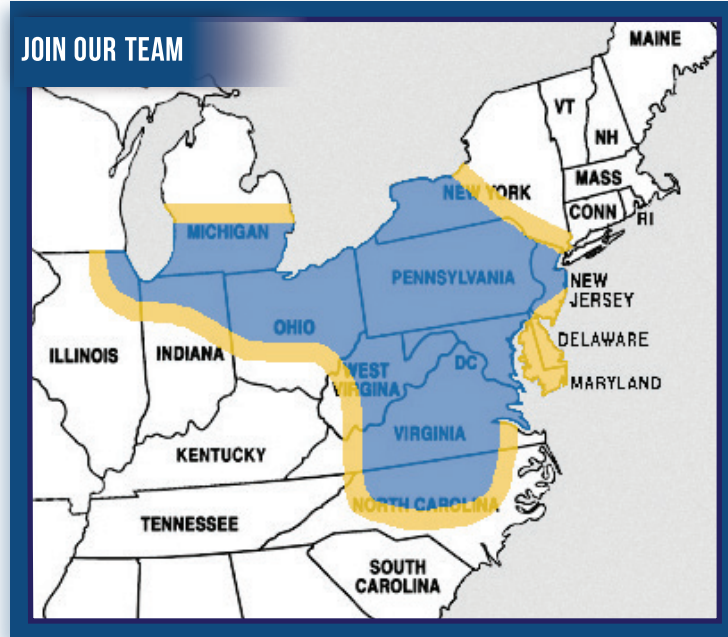 JOIN OUR TEAM
MAINE
VT
NH
MASS
NEW YORK
CONN
RI
MICHIGAN
PENNSYLVANIA
NEW
JERSEY
OHIO
DELAWARE
ILLINOIS
INDIANA
DC
WEST
VIRGINIA
MARYLAND
VIRGINIA
KENTUCKY
NORTH CAROLINA
TENNESSEE
SOUTH
CAROLINA